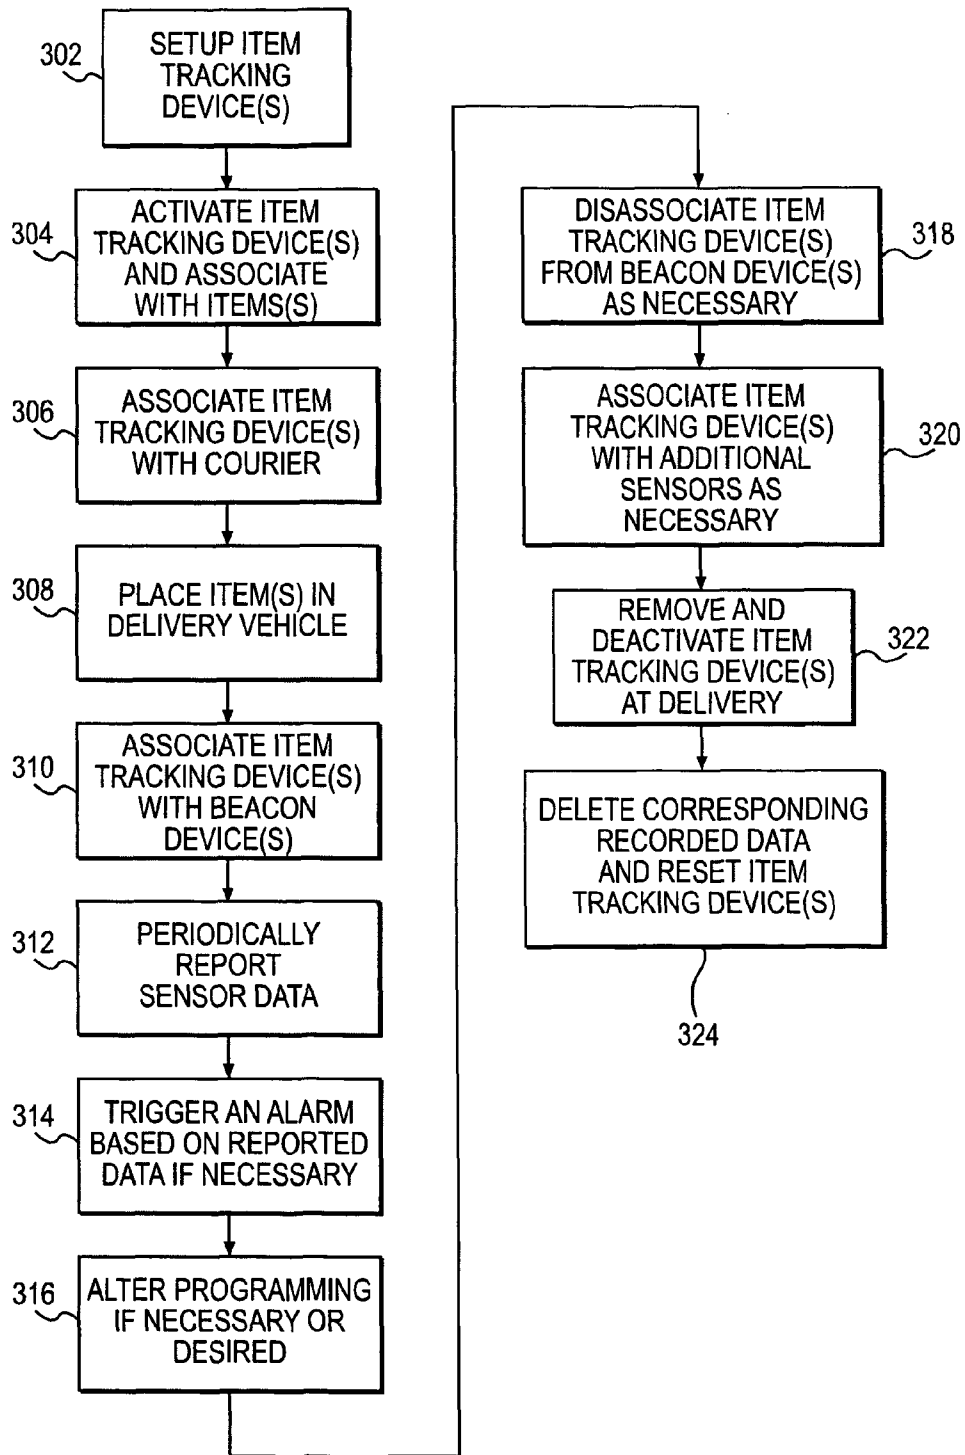 302
SETUP ITEM
TRACKING
DEVICE(S)
304
ACTIVATE ITEM
TRACKING DEVICE(S)
AND ASSOCIATE
WITH ITEMS(S)
306
ASSOCIATE ITEM
TRACKING DEVICE(S)
WITH COURIER
308
PLACE ITEM(S) IN
DELIVERY VEHICLE
310
ASSOCIATE ITEM
TRACKING DEVICE(S)
WITH BEACON
DEVICE(S)
312
PERIODICALLY
REPORT
SENSOR DATA
314
TRIGGER AN ALARM
BASED ON REPORTED
DATA IF NECESSARY
316
ALTER PROGRAMMING
IF NECESSARY OR
DESIRED
DISASSOCIATE ITEM
TRACKING DEVICE(S)
FROM BEACON DEVICE(S)
AS NECESSARY
318
ASSOCIATE ITEM
TRACKING DEVICE(S)
WITH ADDITIONAL
SENSORS AS
NECESSARY
320
REMOVE AND
DEACTIVATE ITEM
TRACKING DEVICE(S)
AT DELIVERY
322
DELETE CORRESPONDING
RECORDED DATA
AND RESET ITEM
TRACKING DEVICE(S)
324